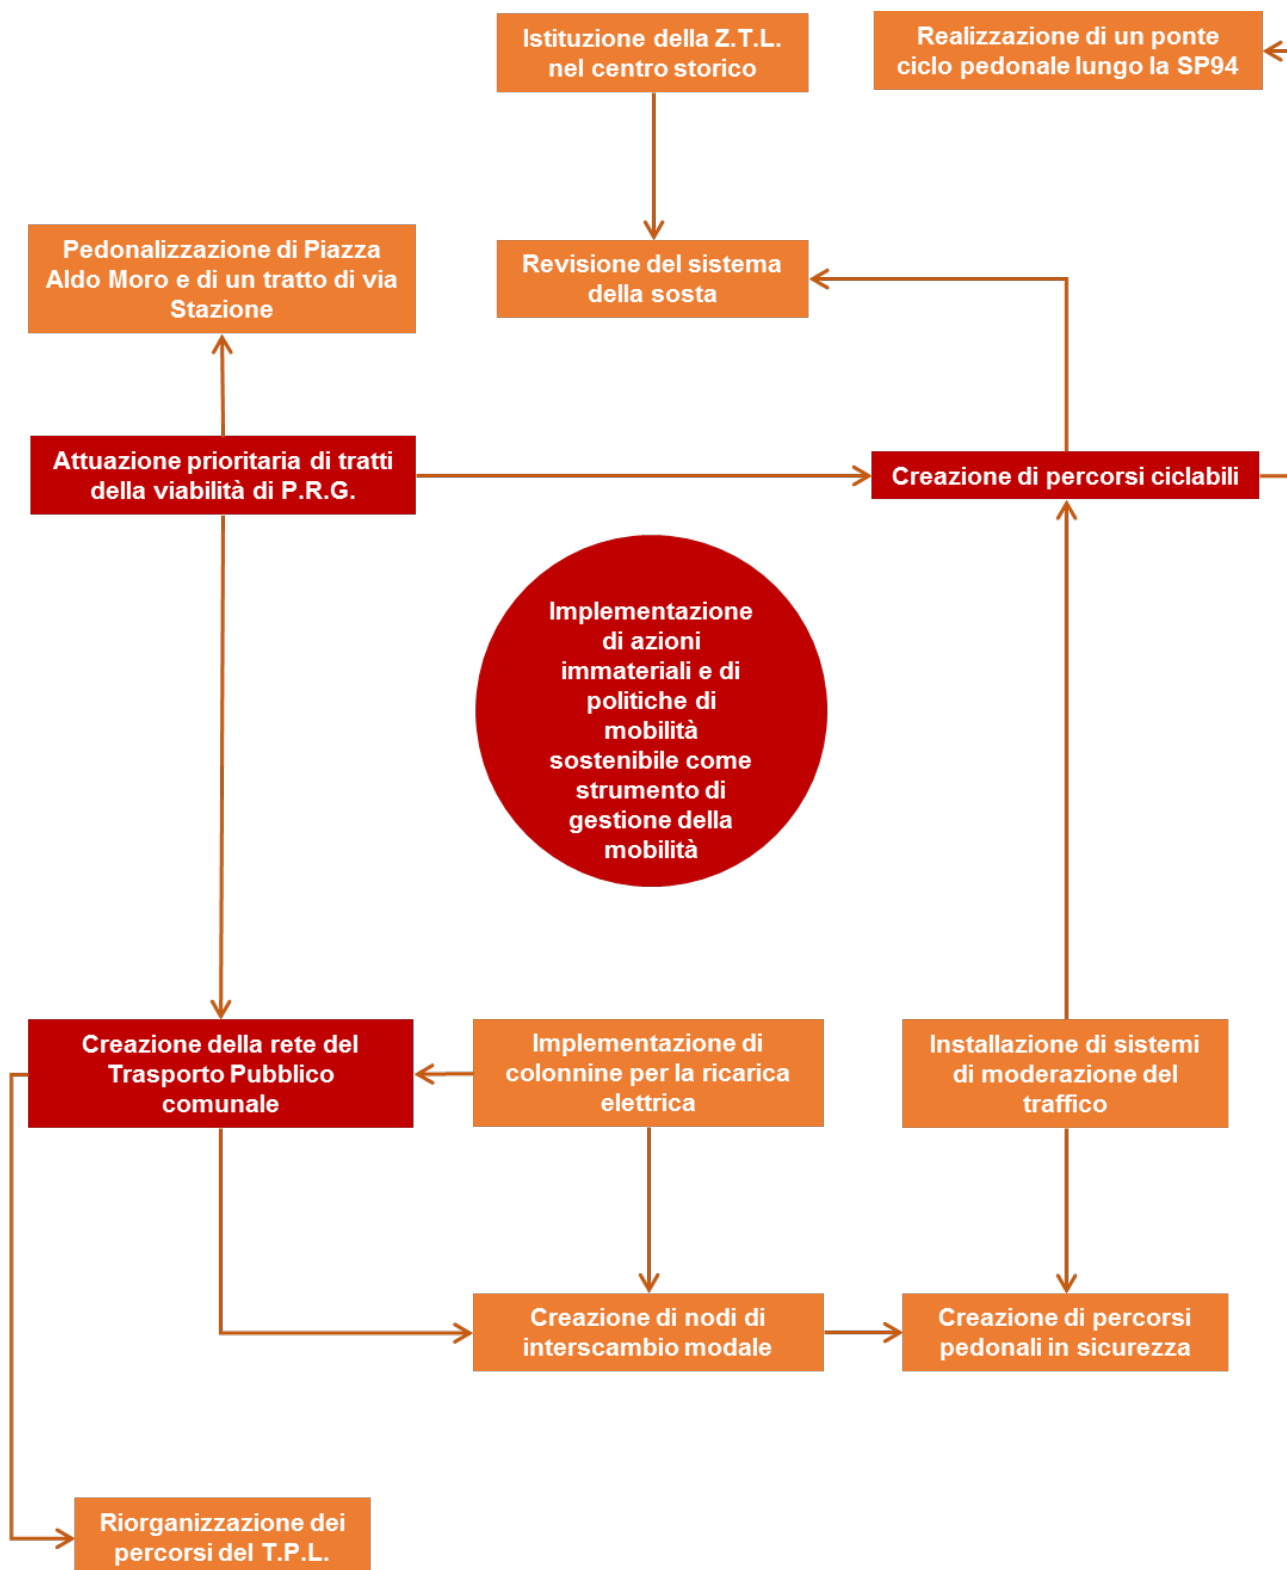 Istituzione della Z.T.L.
nel centro storico
Realizzazione di un ponte
ciclo pedonale lungo la SP94
Pedonalizzazione di Piazza
Aldo Moro e di un tratto di via
Stazione
Revisione del sistema
della sosta
Attuazione prioritaria di tratti
della viabilità di P.R.G.
Creazione di percorsi ciclabili
Implementazione
di azioni
immateriali e di
politiche di
mobilità
sostenibile come
strumento di
gestione della
mobilità
Creazione della rete del
Trasporto Pubblico
comunale
Implementazione di
colonnine per la ricarica
elettrica
Installazione di sistemi
di moderazione del
traffico
Creazione di nodi di
interscambio modale
Creazione di percorsi
pedonali in sicurezza
Riorganizzazione dei
percorsi del T.P.L.